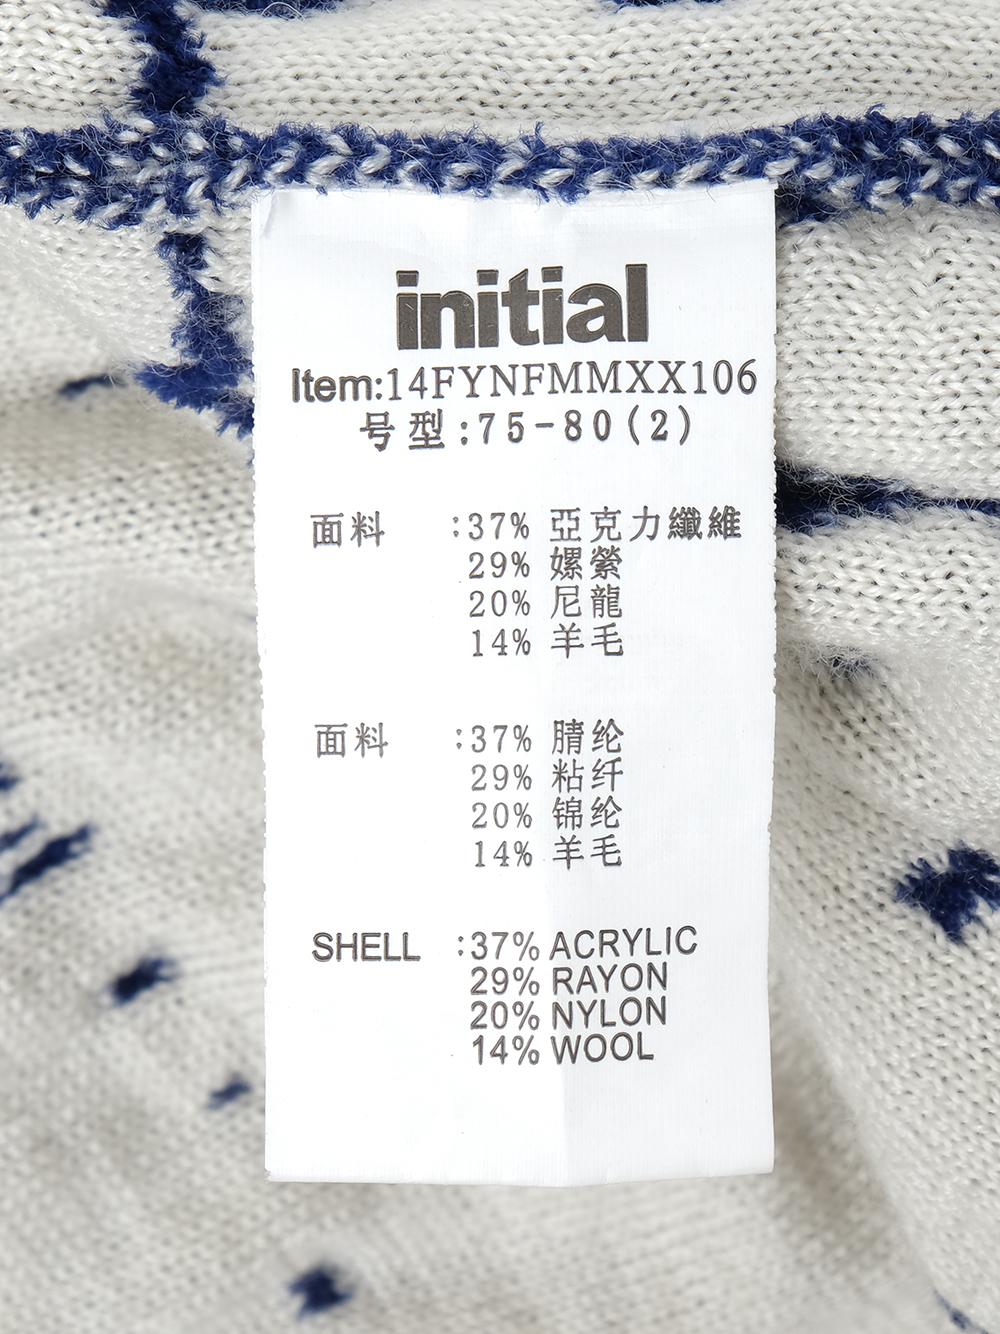 initial
Item:14FYNFMMXX106
号型:75-80(2)
面料 :37% 亞克力纖維
29% 嫘縈
20% 尼龍
14% 羊毛
面料 :37% 腈纶
29% 粘纤
20% 锦纶
14% 羊毛
SHELL :37% ACRYLIC
29% RAYON
20% NYLON
14% WOOL